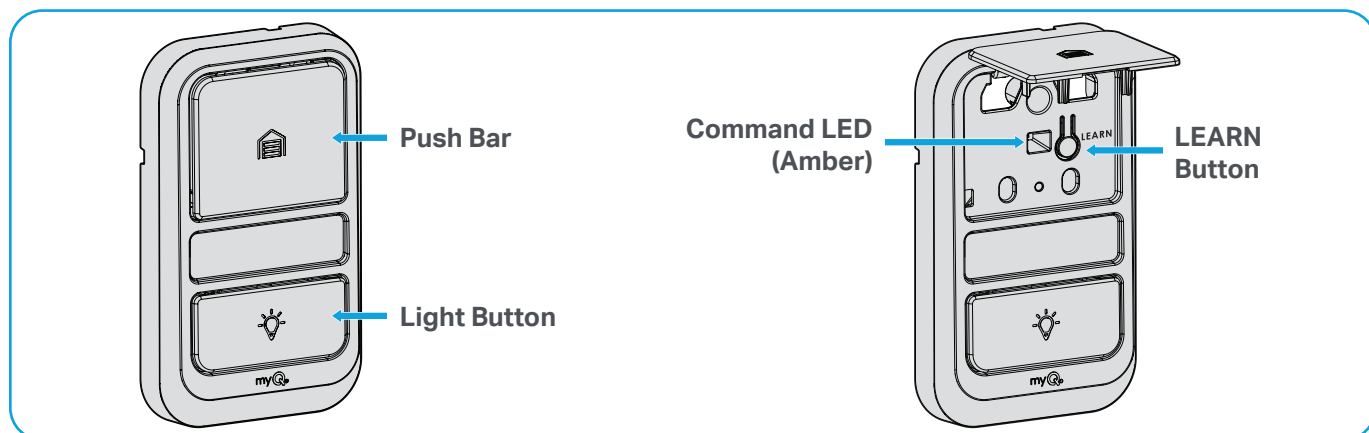 Push Bar
Light Button
myQ
Command LED
(Amber)
LEARN
LEARN
Button
myQ